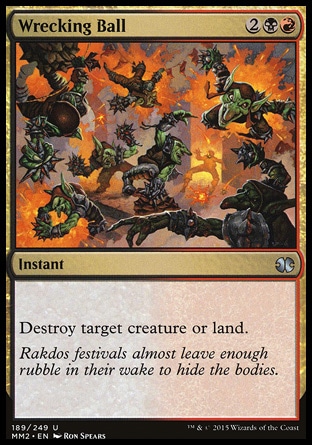 Wrecking Ball 2
Instant
Destroy target creature or land.
Rakdos festivals almost leave enough
rubble in their wake to hide the bodies.
189/249 U
MM2 • EN Ron Spears
™ & © 2015 Wizards of the Coast